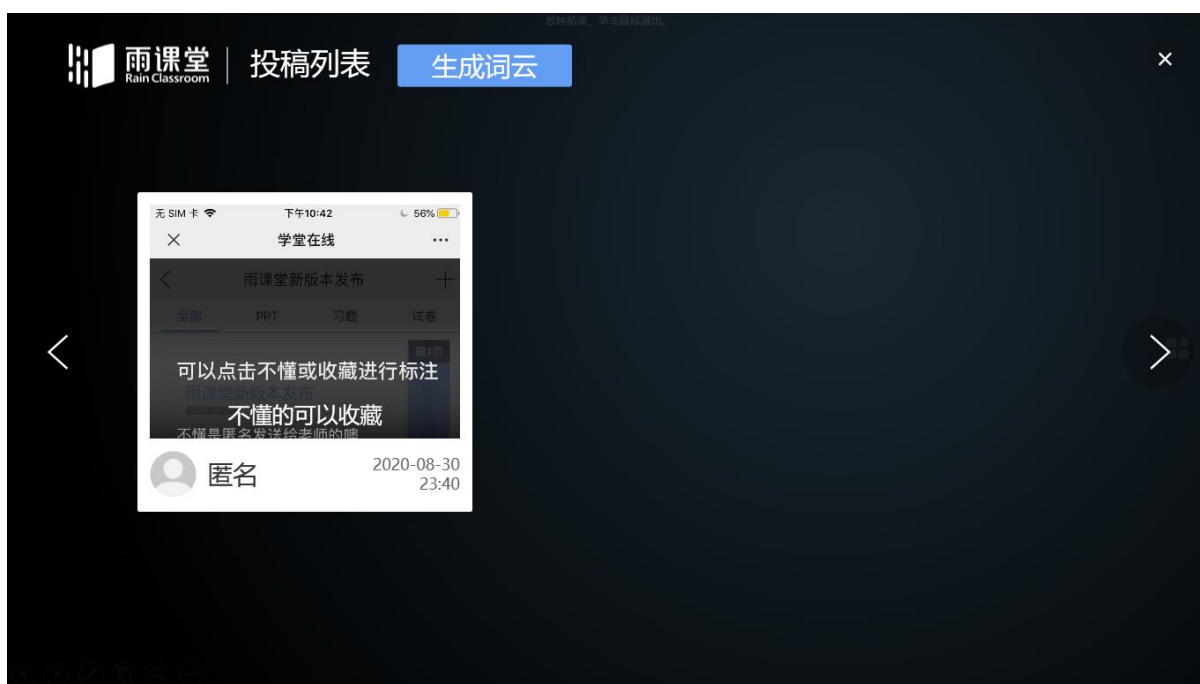 放映结束，单击鼠标退出。
雨课堂
Rain Classroom
投稿列表
生成词云
无 SIM 卡
下午10:42
56%
学堂在线
雨课堂新版本发布
全部
PPT
习题
试卷
第1页
可以点击不懂或收藏进行标注
雨课堂新版本发布
不懂的可以收藏
不懂是匿名发送给老师的噢
匿名
2020-08-30
23:40